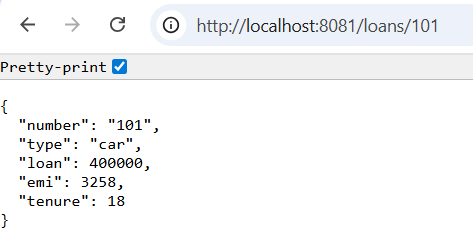 http://localhost:8081/loans/101
Pretty-print
{
  "number": "101",
  "type": "car",
  "loan": 400000,
  "emi": 3258,
  "tenure": 18
}